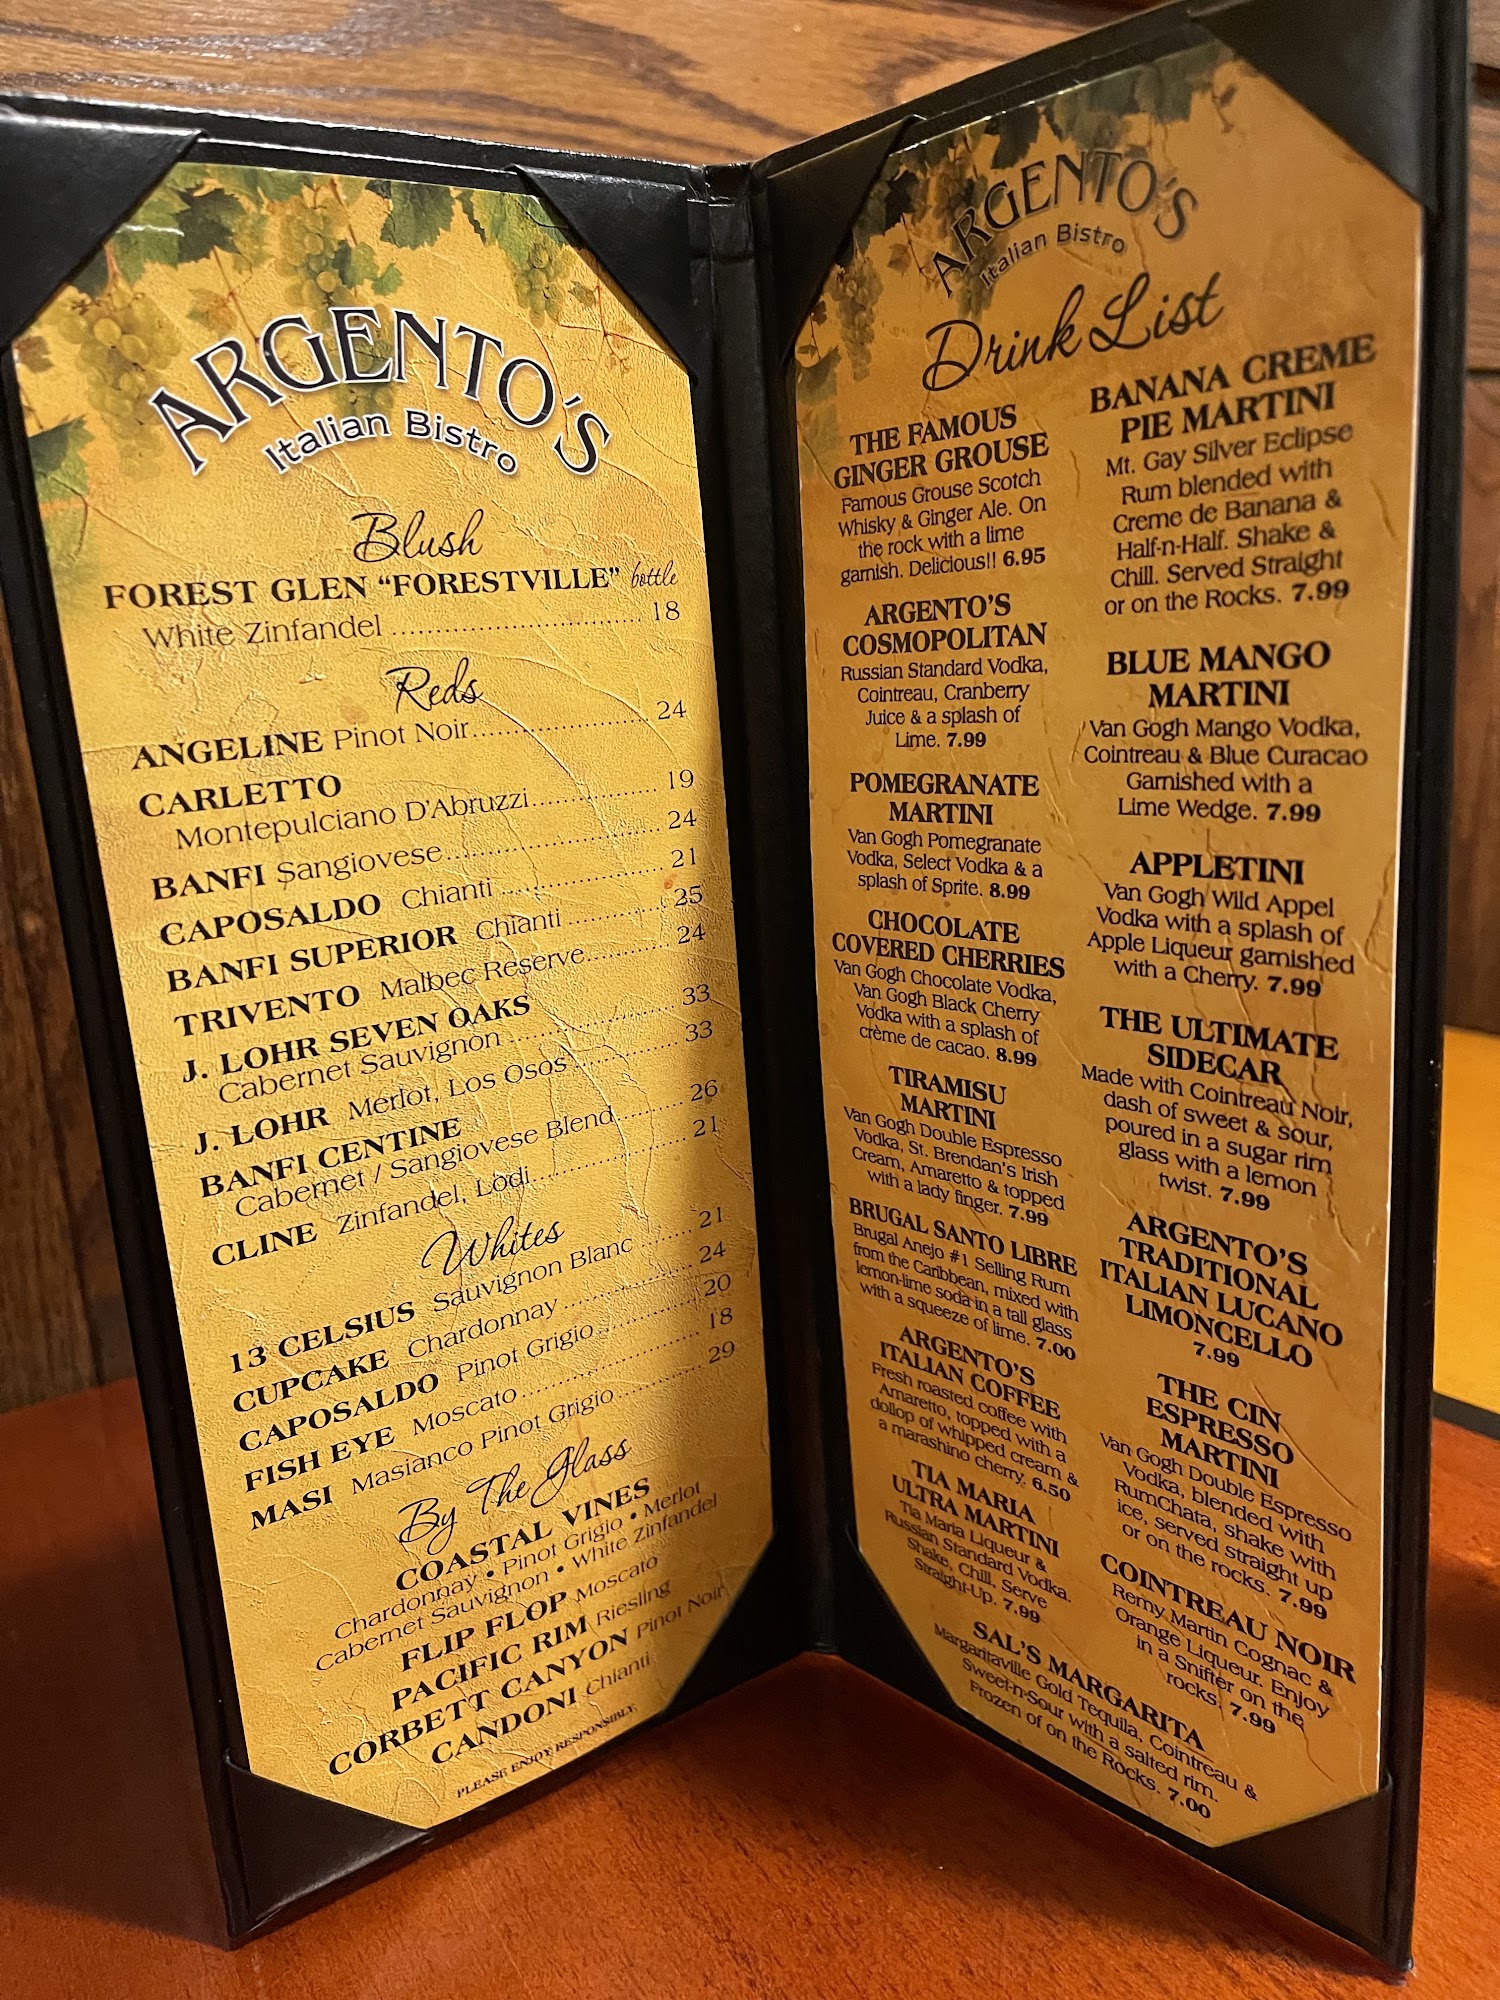 ARGENTO'S
Italian Bistro
Blush
FOREST GLEN “FORESTVILLE” bottle
White Zinfandel ........................... 18
Reds
ANGELINE Pinot Noir..................... 24
CARLETTO
Montepulciano D'Abruzzi............... 19
BANFI Sangiovese......................... 24
CAPOSALDO Chianti .................... 21
BANFI SUPERIOR Chianti ............ 25
TRIVENTO Malbec Reserve.......... 24
J. LOHR SEVEN OAKS
Cabernet Sauvignon ..................... 33
J. LOHR Merlot, Los Osos ............. 33
BANFI CENTINE
Cabernet / Sangiovese Blend......... 26
CLINE Zinfandel, Lodi................... 21
Whites
13 CELSIUS Sauvignon Blanc ....... 21
CUPCAKE Chardonnay ................. 24
CAPOSALDO Pinot Grigio ............. 20
FISH EYE Moscato ........................ 18
MASI Masianco Pinot Grigio .......... 29
By The Glass
COASTAL VINES
Chardonnay • Pinot Grigio • Merlot
Cabernet Sauvignon • White Zinfandel
FLIP FLOP Moscato
PACIFIC RIM Riesling
CORBETT CANYON Pinot Noir
CANDONI Chianti
PLEASE ENJOY RESPONSIBLY.
ARGENTO'S
Italian Bistro
Drink List
THE FAMOUS
GINGER GROUSE
Famous Grouse Scotch
Whisky & Ginger Ale. On
the rock with a lime
garnish. Delicious!! 6.95
ARGENTO'S
COSMOPOLITAN
Russian Standard Vodka,
Cointreau, Cranberry
Juice & a splash of
Lime. 7.99
POMEGRANATE
MARTINI
Van Gogh Pomegranate
Vodka, Select Vodka & a
splash of Sprite. 8.99
CHOCOLATE
COVERED CHERRIES
Van Gogh Chocolate Vodka,
Van Gogh Black Cherry
Vodka with a splash of
crème de cacao. 8.99
TIRAMISU
MARTINI
Van Gogh Double Espresso
Vodka, St. Brendan's Irish
Cream, Amaretto & topped
with a lady finger. 7.99
BRUGAL SANTO LIBRE
Brugal Anejo #1 Selling Rum
from the Caribbean, mixed with
lemon-lime soda in a tall glass
with a squeeze of lime. 7.00
ARGENTO'S
ITALIAN COFFEE
Fresh roasted coffee with
Amaretto, topped with a
dollop of whipped cream &
a marashino cherry. 6.50
TIA MARIA
ULTRA MARTINI
Tia Maria Liqueur &
Russian Standard Vodka.
Shake, Chill, Serve
Straight-Up. 7.99
BANANA CREME
PIE MARTINI
Mt. Gay Silver Eclipse
Rum blended with
Creme de Banana &
Half-n-Half. Shake &
Chill. Served Straight
or on the Rocks. 7.99
BLUE MANGO
MARTINI
Van Gogh Mango Vodka,
Cointreau & Blue Curacao
Garnished with a
Lime Wedge. 7.99
APPLETINI
Van Gogh Wild Appel
Vodka with a splash of
Apple Liqueur garnished
with a Cherry. 7.99
THE ULTIMATE
SIDECAR
Made with Cointreau Noir,
dash of sweet & sour,
poured in a sugar rim
glass with a lemon
twist. 7.99
ARGENTO'S
TRADITIONAL
ITALIAN LUCANO
LIMONCELLO
7.99
THE CIN
ESPRESSO
MARTINI
Van Gogh Double Espresso
Vodka, blended with
RumChata, shake with
ice, served straight up
or on the rocks. 7.99
COINTREAU NOIR
Remy Martin Cognac &
Orange Liqueur. Enjoy
in a Snifter on the
rocks. 7.99
SAL'S MARGARITA
Margaritaville Gold Tequila, Cointreau &
Sweet-n-Sour with a salted rim.
Frozen of on the Rocks. 7.00